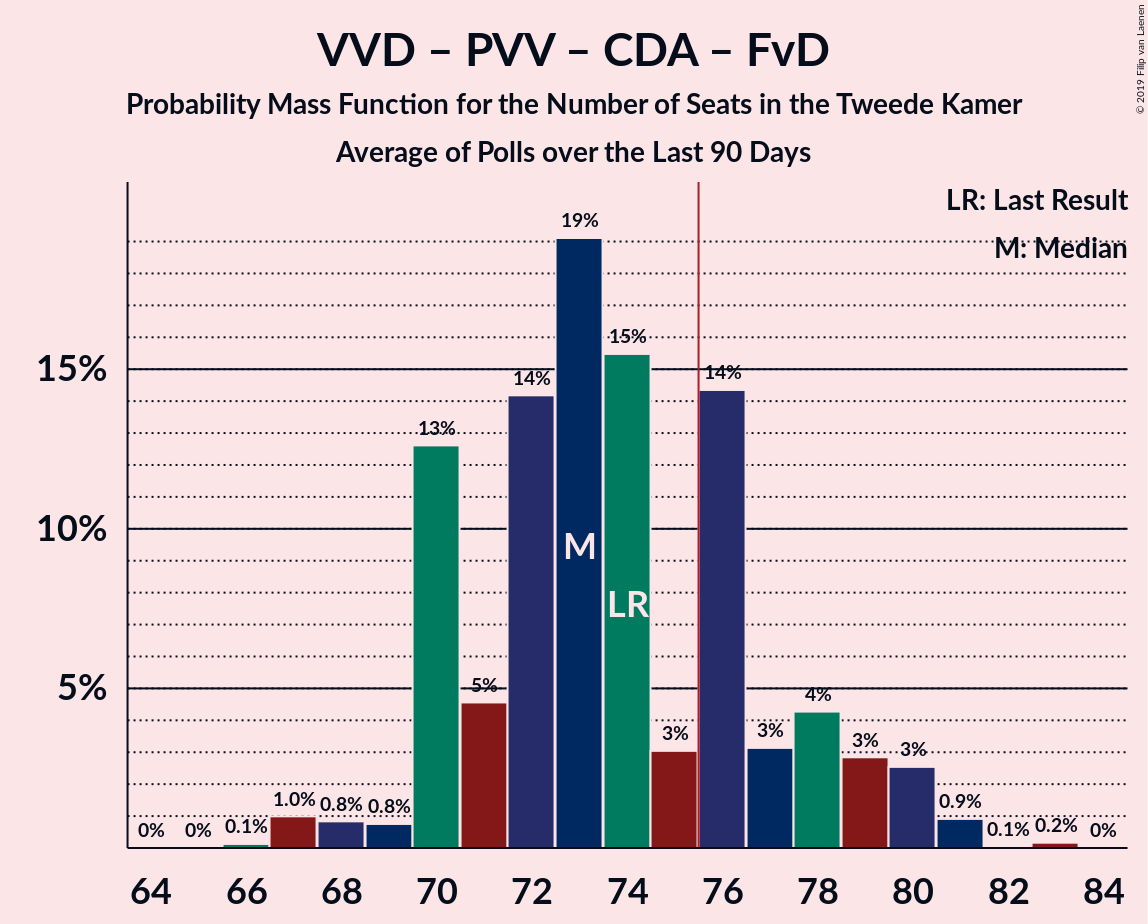 VVD – PVV – CDA – FvD
Probability Mass Function for the Number of Seats in the Tweede Kamer
Average of Polls over the Last 90 Days
© 2019 Filip van Laenen
LR: Last Result
M: Median
15%
10%
5%
0%
0%
0.1%
1.0%
0.8%
0.8%
13%
5%
14%
19%
15%
3%
14%
3%
4%
3%
3%
0.9%
0.1%
0.2%
0%
M
LR
64 66 68 70 72 74 76 78 80 82 84